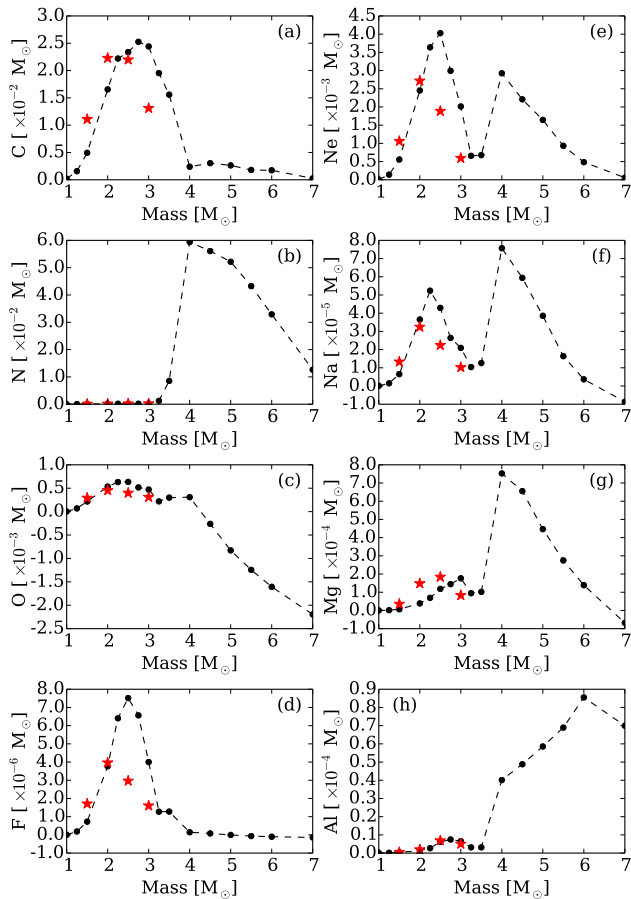 (a)
C [ ×10⁻² M☉]
3.0
2.5
2.0
1.5
1.0
0.5
0.0
1 2 3 4 5 6 7
Mass [M☉]
(e)
Ne [ ×10⁻³ M☉]
4.5
4.0
3.5
3.0
2.5
2.0
1.5
1.0
0.5
0.0
1 2 3 4 5 6 7
Mass [M☉]
(b)
N [ ×10⁻² M☉]
6.0
5.0
4.0
3.0
2.0
1.0
0.0
1 2 3 4 5 6 7
Mass [M☉]
(f)
Na [ ×10⁻⁵ M☉]
8.0
7.0
6.0
5.0
4.0
3.0
2.0
1.0
0.0
-1.0
1 2 3 4 5 6 7
Mass [M☉]
(c)
O [ ×10⁻³ M☉]
1.0
0.5
0.0
-0.5
-1.0
-1.5
-2.0
-2.5
1 2 3 4 5 6 7
Mass [M☉]
(g)
Mg [ ×10⁻⁴ M☉]
8.0
7.0
6.0
5.0
4.0
3.0
2.0
1.0
0.0
-1.0
1 2 3 4 5 6 7
Mass [M☉]
(d)
F [ ×10⁻⁶ M☉]
8.0
7.0
6.0
5.0
4.0
3.0
2.0
1.0
0.0
-1.0
1 2 3 4 5 6 7
Mass [M☉]
(h)
Al [ ×10⁻⁴ M☉]
0.9
0.8
0.7
0.6
0.5
0.4
0.3
0.2
0.1
0.0
1 2 3 4 5 6 7
Mass [M☉]